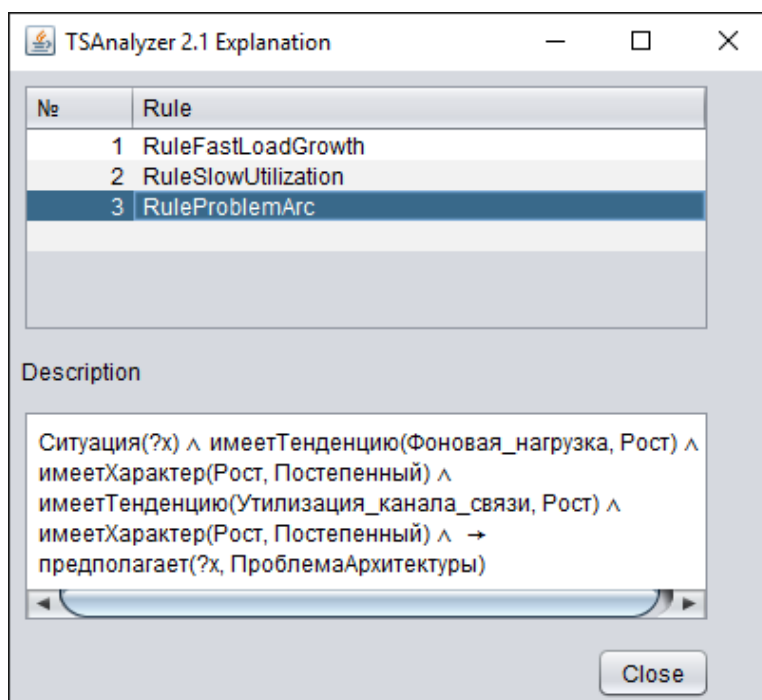 TSAnalyzer 2.1 Explanation
№ Rule
1 RuleFastLoadGrowth
2 RuleSlowUtilization
3 RuleProblemArc
Description
Ситуация(?x) ∧ имеетТенденцию(Фоновая_нагрузка, Рост) ∧
имеетХарактер(Рост, Постепенный) ∧
имеетТенденцию(Утилизация_канала_связи, Рост) ∧
имеетХарактер(Рост, Постепенный) ∧ →
предполагает(?x, ПроблемаАрхитектуры)
Close